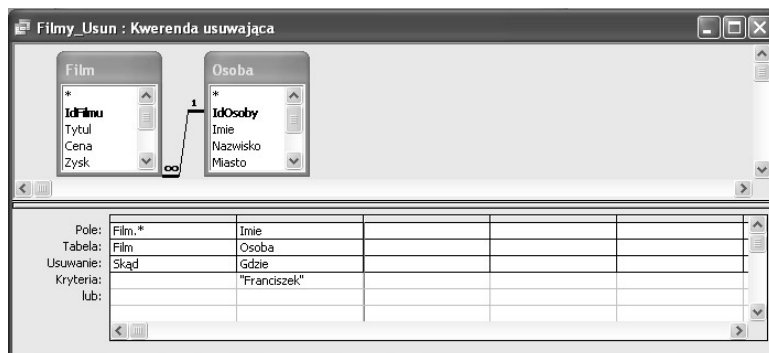 Filmy_Usun : Kwerenda usuwająca
Film
*
IdFilmu
Tytul
Cena
Zysk
Osoba
*
IdOsoby
Imie
Nazwisko
Miasto
1
∞
Pole: Film.* Imie
Tabela: Film Osoba
Usuwanie: Skąd Gdzie
Kryteria: "Franciszek"
lub: